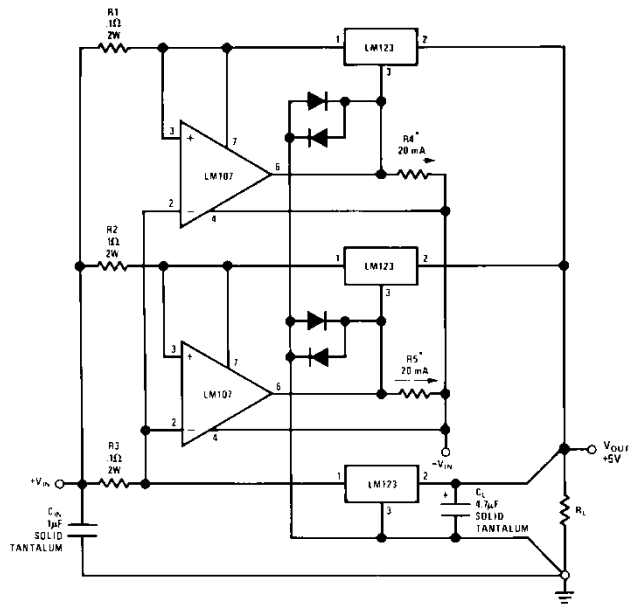 R1
.1Ω
2W
1
LM123
2
3
3
+
7
LM107
6
R4*
20 mA
2
−
4
R2
.1Ω
2W
1
LM123
2
3
3
+
7
LM107
6
R5*
20 mA
2
−
4
R3
.1Ω
2W
−VIN
VOUT
+5V
+VIN
1
LM123
2
3
+
CL
4.7µF
SOLID
TANTALUM
RL
CIN
1µF
SOLID
TANTALUM